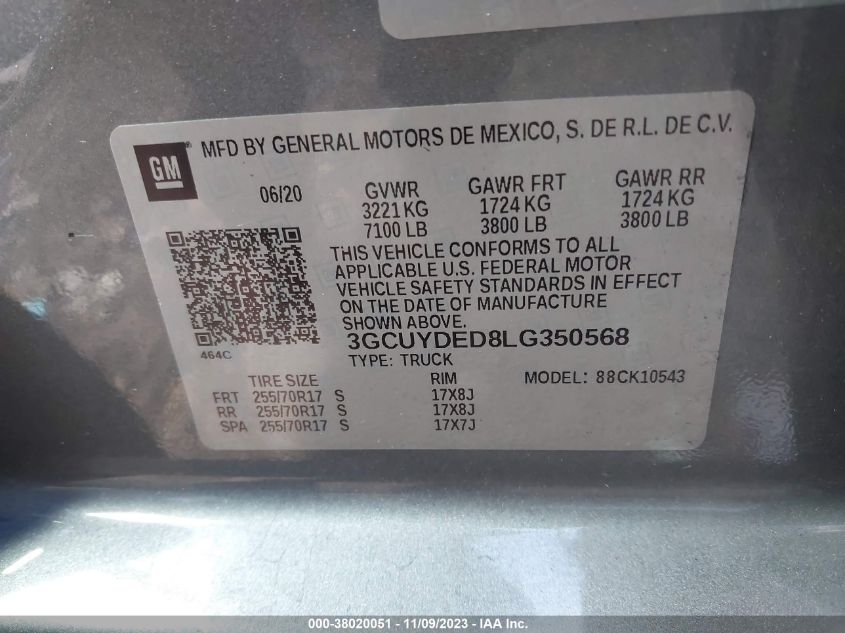 GM
MFD BY GENERAL MOTORS DE MEXICO, S. DE R.L. DE C.V.
06/20 GVWR GAWR FRT GAWR RR
3221 KG 1724 KG 1724 KG
7100 LB 3800 LB 3800 LB
THIS VEHICLE CONFORMS TO ALL
APPLICABLE U.S. FEDERAL MOTOR
VEHICLE SAFETY STANDARDS IN EFFECT
ON THE DATE OF MANUFACTURE
SHOWN ABOVE.
3GCUYDED8LG350568
464C
TYPE: TRUCK
TIRE SIZE RIM MODEL: 88CK10543
FRT 255/70R17 S 17X8J
RR 255/70R17 S 17X8J
SPA 255/70R17 S 17X7J
000-38020051 - 11/09/2023 - IAA Inc.